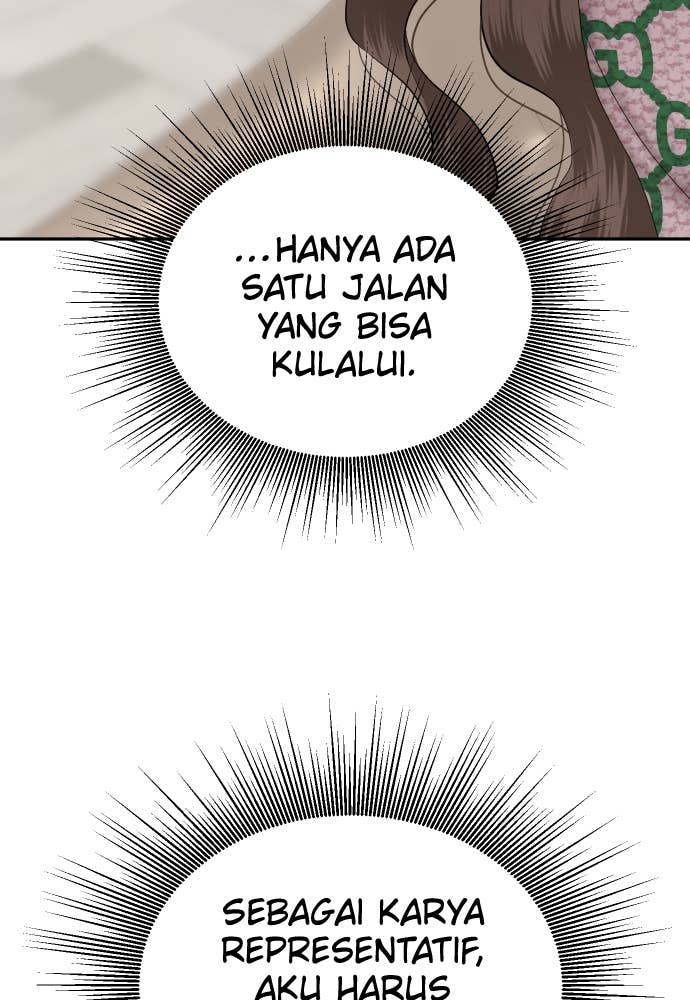 ...HANYA ADA
SATU JALAN
YANG BISA
KULALUI.
SEBAGAI KARYA
REPRESENTATIF,
AKU HARUS